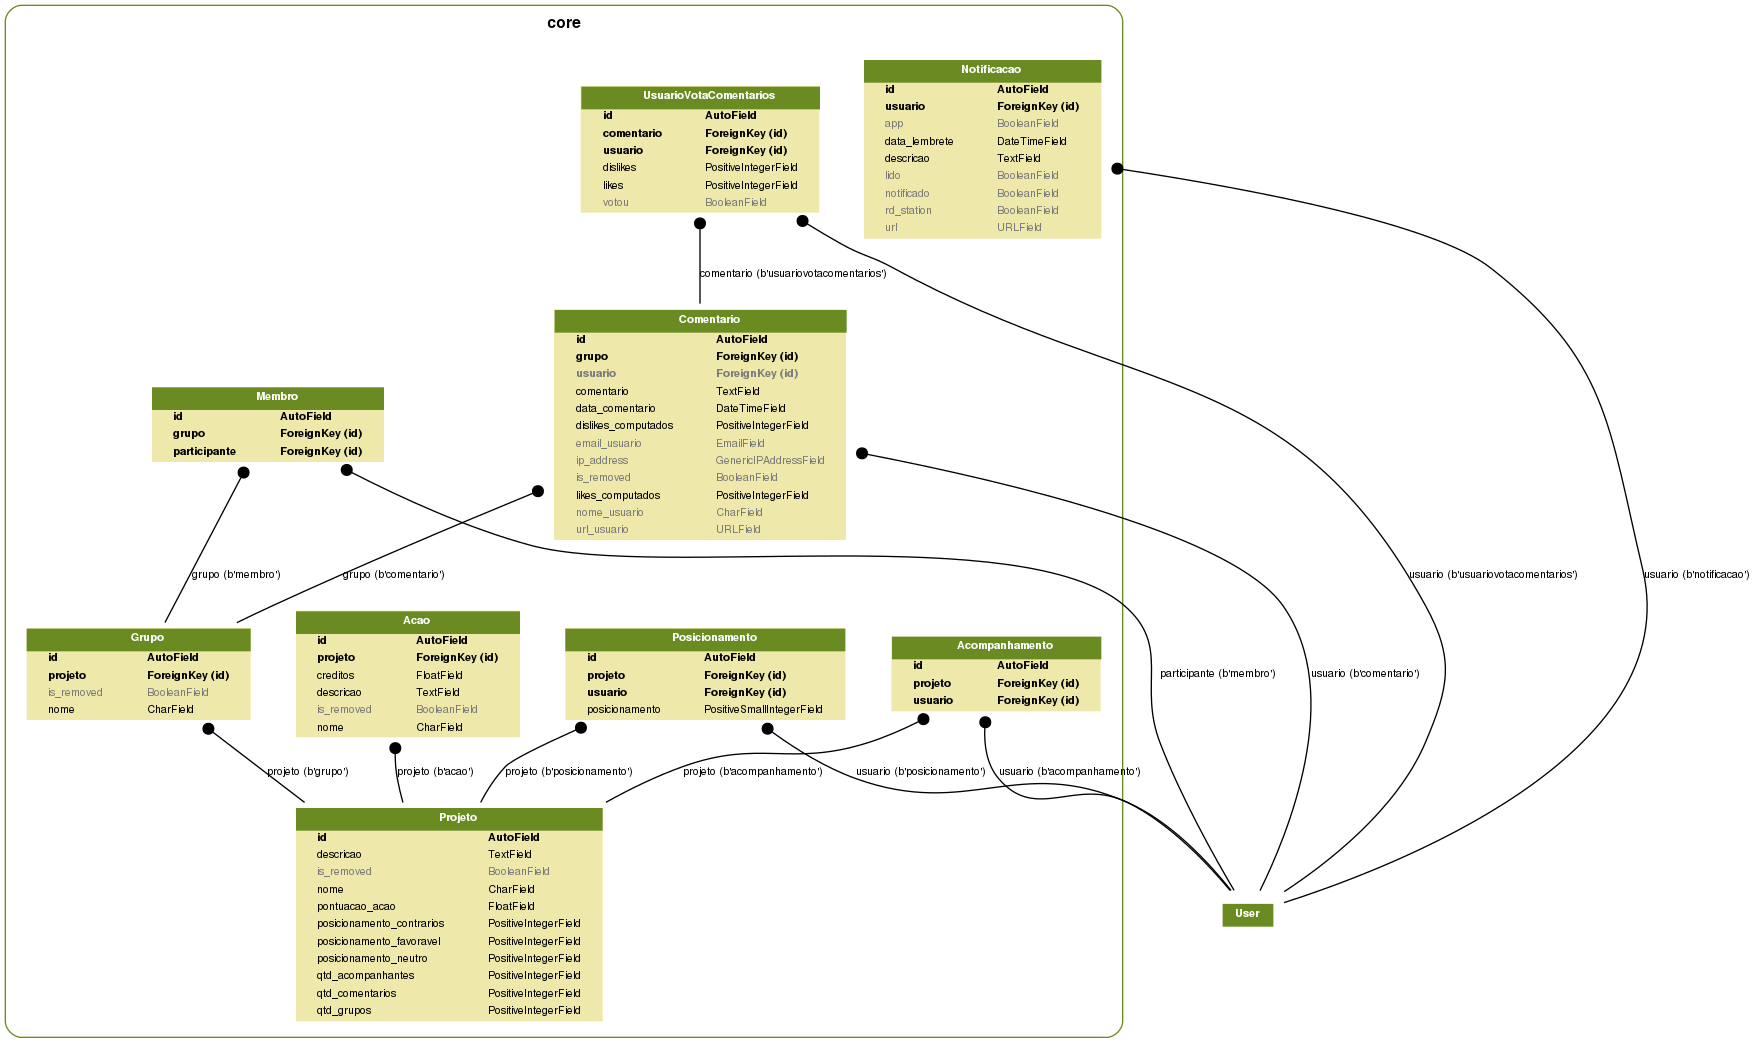 core
Notificacao
id AutoField
usuario ForeignKey (id)
app BooleanField
data_lembrete DateTimeField
descricao TextField
lido BooleanField
notificado BooleanField
rd_station BooleanField
url URLField
UsuarioVotaComentarios
id AutoField
comentario ForeignKey (id)
usuario ForeignKey (id)
dislikes PositiveIntegerField
likes PositiveIntegerField
votou BooleanField
comentario (b'usuariovotacomentarios')
Comentario
id AutoField
grupo ForeignKey (id)
usuario ForeignKey (id)
comentario TextField
data_comentario DateTimeField
dislikes_computados PositiveIntegerField
email_usuario EmailField
ip_address GenericIPAddressField
is_removed BooleanField
likes_computados PositiveIntegerField
nome_usuario CharField
url_usuario URLField
Membro
id AutoField
grupo ForeignKey (id)
participante ForeignKey (id)
grupo (b'membro')
grupo (b'comentario')
usuario (b'usuariovotacomentarios')
usuario (b'notificacao')
Grupo
id AutoField
projeto ForeignKey (id)
is_removed BooleanField
nome CharField
Acao
id AutoField
projeto ForeignKey (id)
creditos FloatField
descricao TextField
is_removed BooleanField
nome CharField
Posicionamento
id AutoField
projeto ForeignKey (id)
usuario ForeignKey (id)
posicionamento PositiveSmallIntegerField
Acompanhamento
id AutoField
projeto ForeignKey (id)
usuario ForeignKey (id)
participante (b'membro')
usuario (b'comentario')
projeto (b'grupo')
projeto (b'acao')
projeto (b'posicionamento')
projeto (b'acompanhamento')
usuario (b'posicionamento')
usuario (b'acompanhamento')
Projeto
id AutoField
descricao TextField
is_removed BooleanField
nome CharField
pontuacao_acao FloatField
posicionamento_contrarios PositiveIntegerField
posicionamento_favoravel PositiveIntegerField
posicionamento_neutro PositiveIntegerField
qtd_acompanhantes PositiveIntegerField
qtd_comentarios PositiveIntegerField
qtd_grupos PositiveIntegerField
User